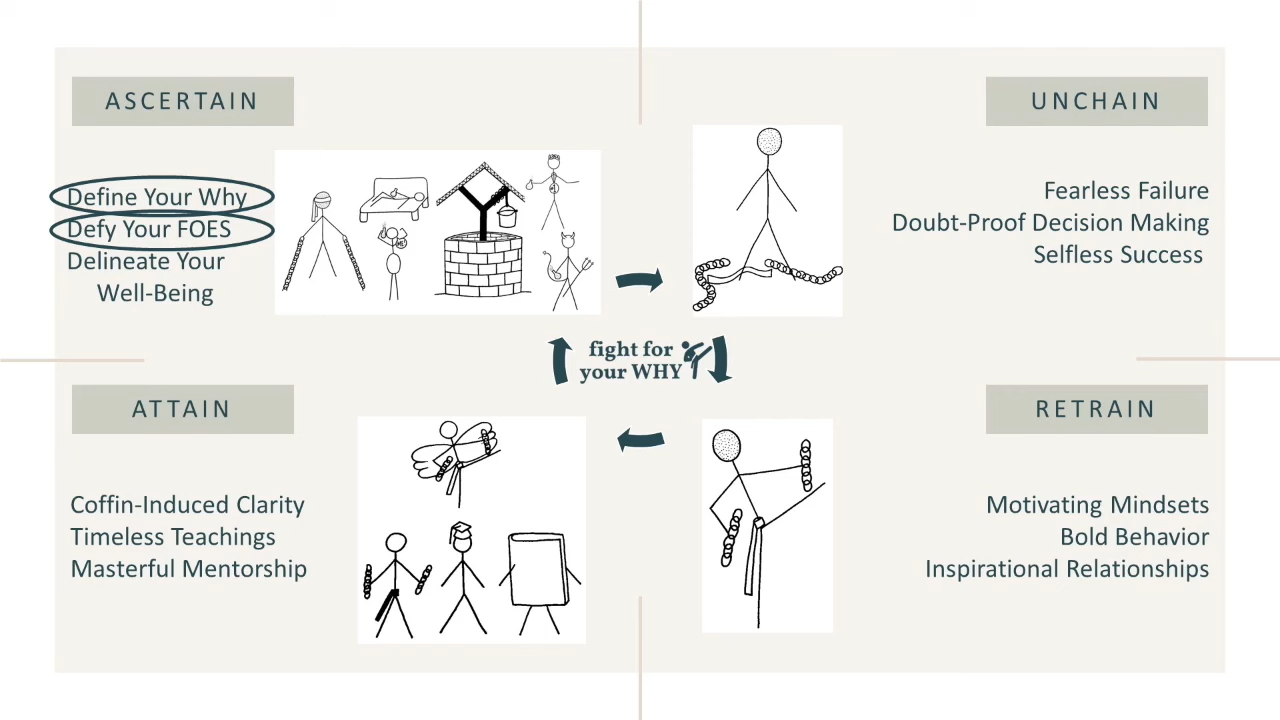 ASCERTAIN
Define Your Why
Defy Your FOES
Delineate Your
Well-Being
UNCHAIN
Fearless Failure
Doubt-Proof Decision Making
Selfless Success
fight for
your WHY
ATTAIN
Coffin-Induced Clarity
Timeless Teachings
Masterful Mentorship
RETRAIN
Motivating Mindsets
Bold Behavior
Inspirational Relationships